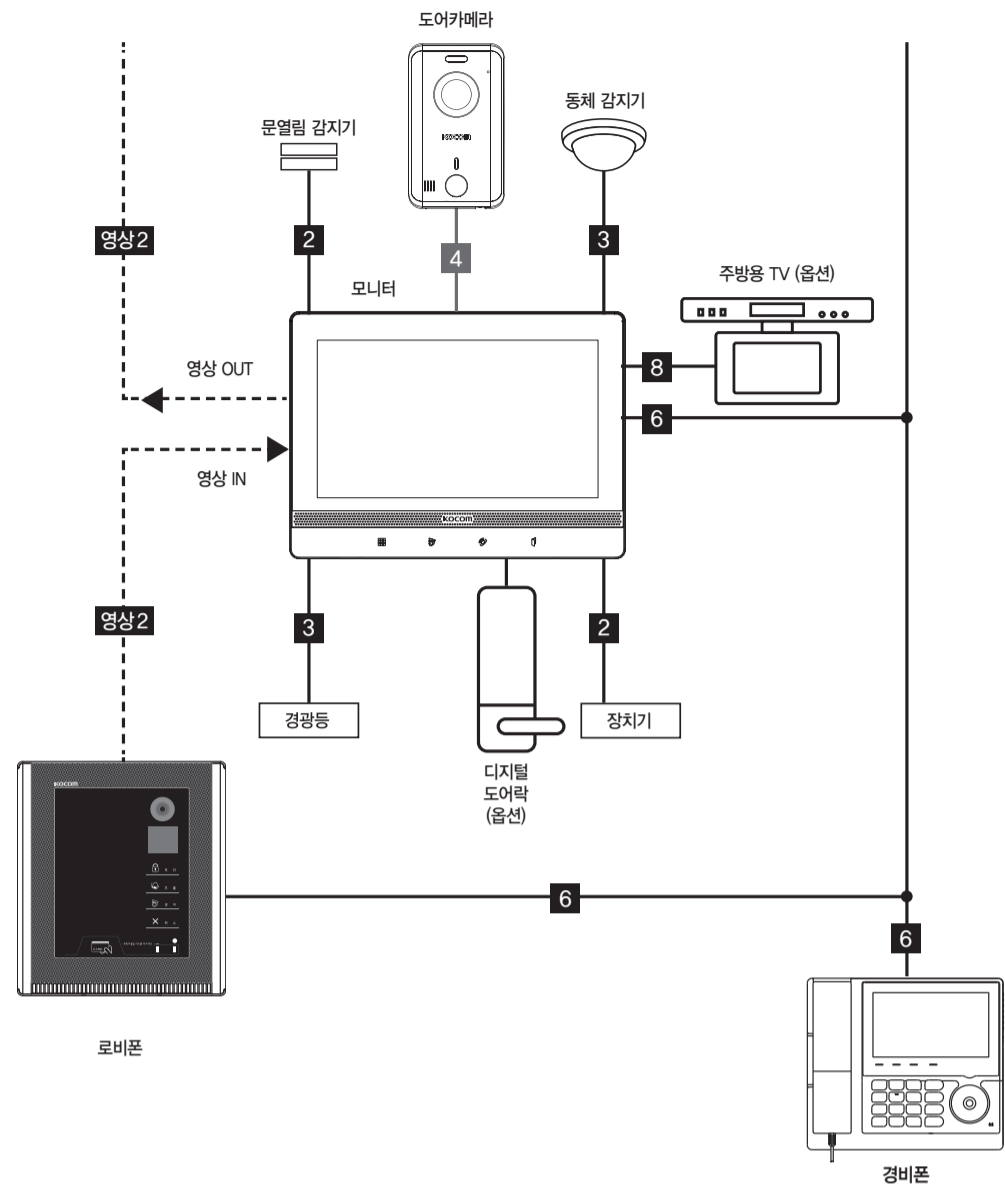 도어카메라
동체 감지기
문열림 감지기
KOCOM
영상2
2
4
3
주방용 TV (옵션)
모니터
8
영상 OUT
6
영상 IN
KOCOM
영상2
3
2
경광등
장치기
디지털
도어락
(옵션)
KOCOM
6
6
로비폰
경비폰